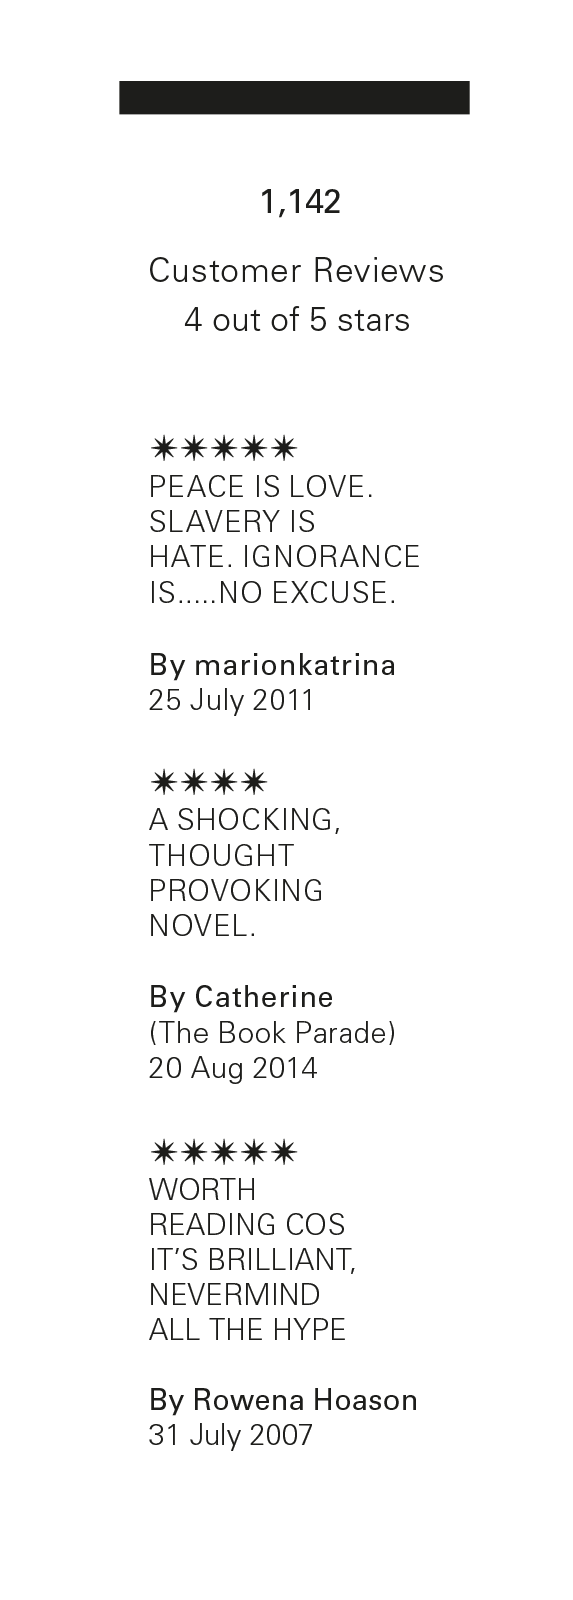 1,142
Customer Reviews
4 out of 5 stars
✷✷✷✷✷
PEACE IS LOVE.
SLAVERY IS
HATE. IGNORANCE
IS.....NO EXCUSE.
By marionkatrina
25 July 2011
✷✷✷✷
A SHOCKING,
THOUGHT
PROVOKING
NOVEL.
By Catherine
(The Book Parade)
20 Aug 2014
✷✷✷✷✷
WORTH
READING COS
IT’S BRILLIANT,
NEVERMIND
ALL THE HYPE
By Rowena Hoason
31 July 2007